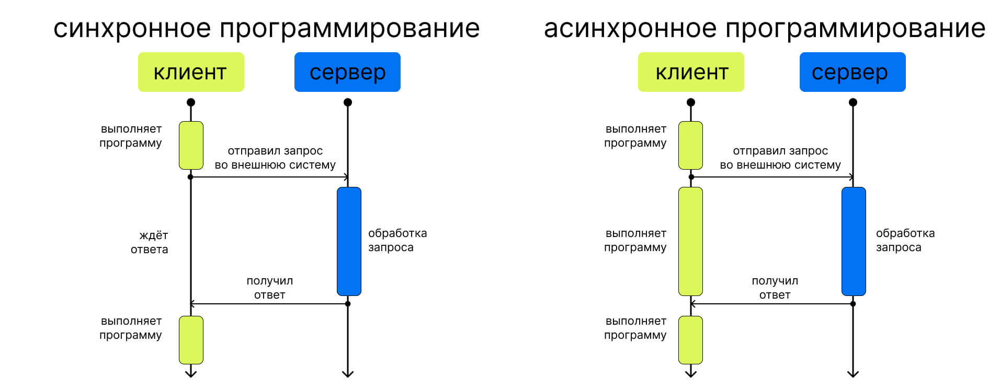 синхронное программирование
клиент
сервер
выполняет
программу
отправил запрос
во внешнюю систему
ждёт
ответа
обработка
запроса
получил
ответ
выполняет
программу
асинхронное программирование
клиент
сервер
выполняет
программу
отправил запрос
во внешнюю систему
выполняет
программу
обработка
запроса
получил
ответ
выполняет
программу